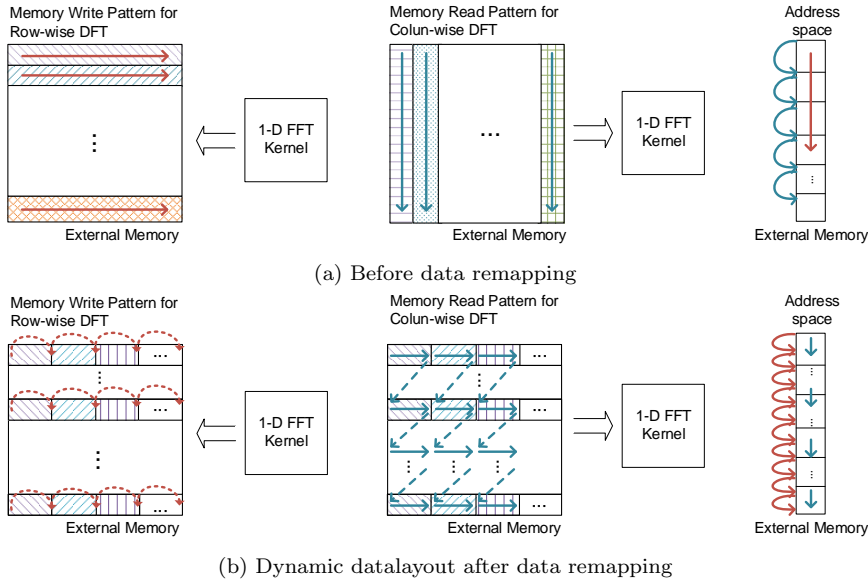 Memory Write Pattern for
Row-wise DFT
Memory Read Pattern for
Colun-wise DFT
Address
space
1-D FFT
Kernel
1-D FFT
Kernel
...
...
...
External Memory
External Memory
External Memory
(a) Before data remapping
Memory Write Pattern for
Row-wise DFT
Memory Read Pattern for
Colun-wise DFT
Address
space
...
...
...
...
...
...
...
...
1-D FFT
Kernel
1-D FFT
Kernel
...
...
...
...
...
...
...
External Memory
External Memory
External Memory
(b) Dynamic datalayout after data remapping